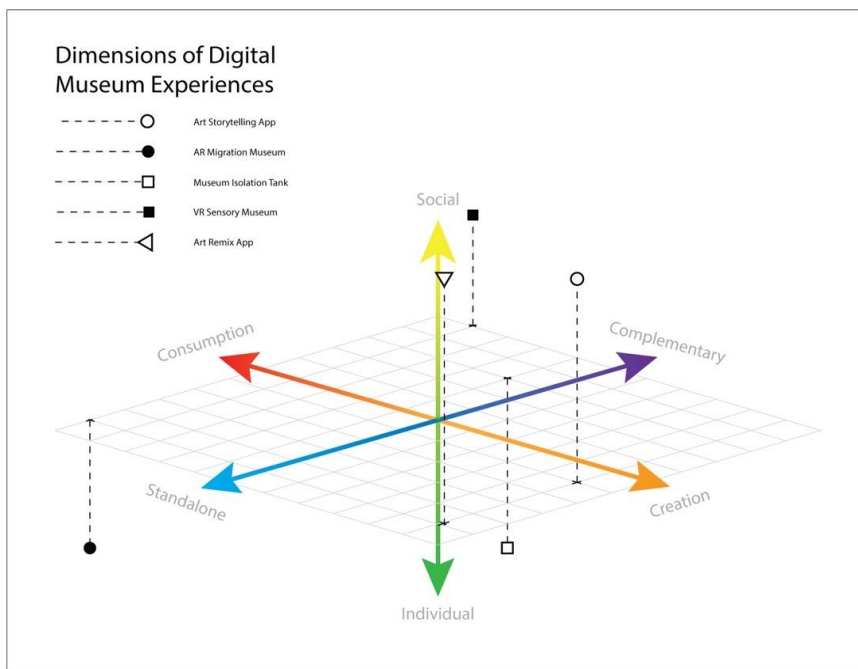 Dimensions of Digital
Museum Experiences
Art Storytelling App
AR Migration Museum
Museum Isolation Tank
VR Sensory Museum
Art Remix App
Social
Consumption
Complementary
Standalone
Creation
Individual